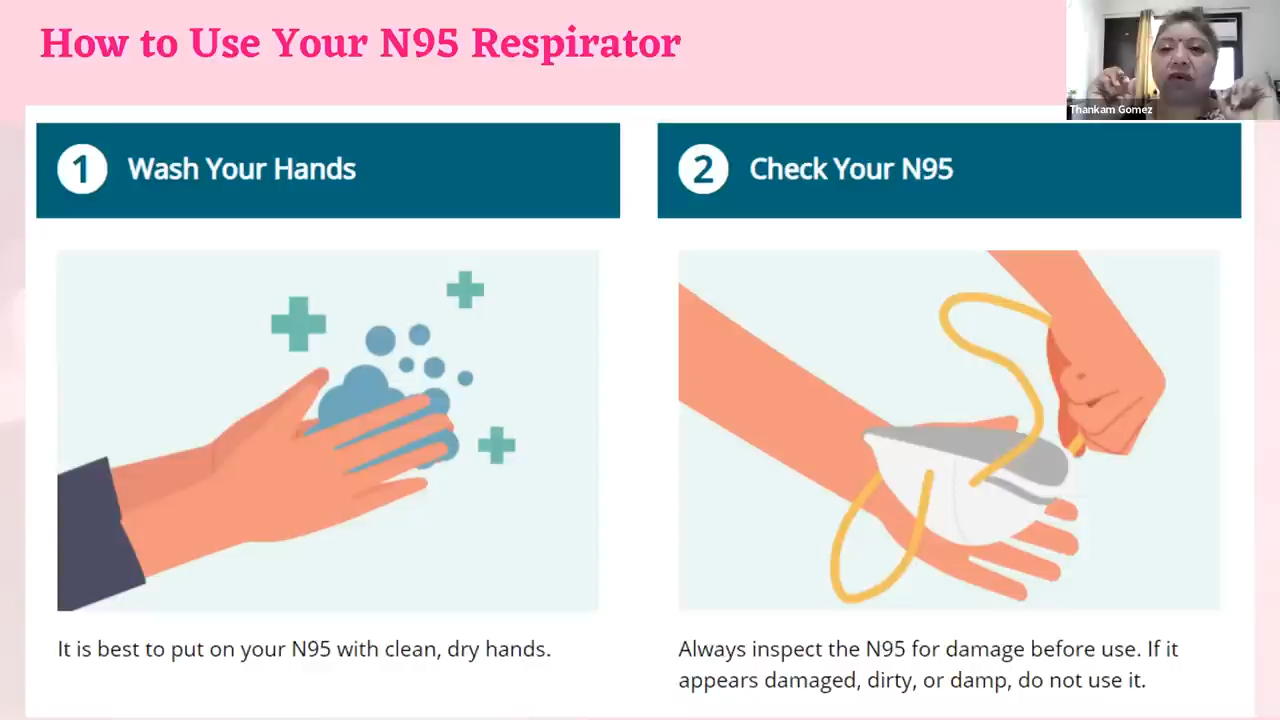 How to Use Your N95 Respirator
Thankam Gomez
1 Wash Your Hands
2 Check Your N95
It is best to put on your N95 with clean, dry hands.
Always inspect the N95 for damage before use. If it
appears damaged, dirty, or damp, do not use it.